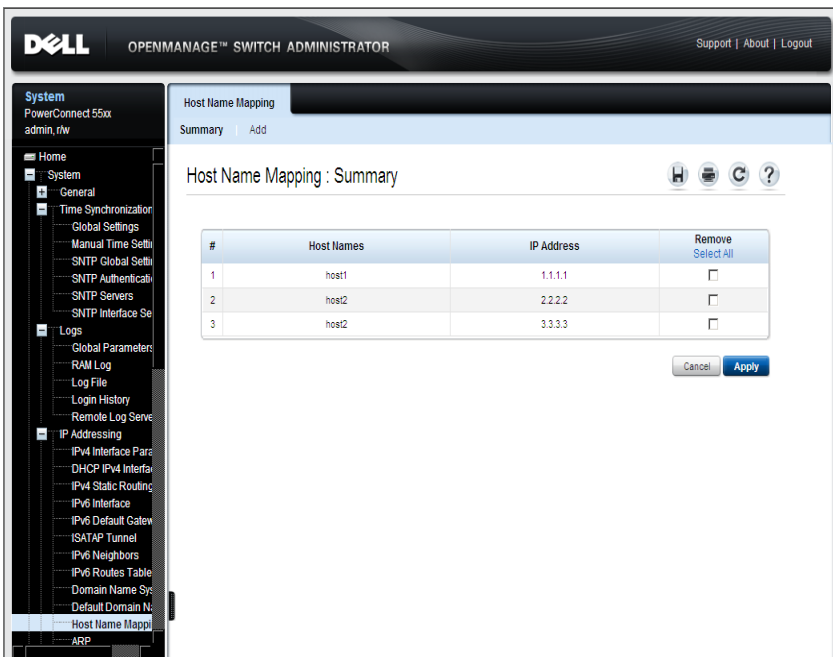 DELL
OPENMANAGE™ SWITCH ADMINISTRATOR
Support | About | Logout
System
PowerConnect 55xx
admin, r/w
Host Name Mapping
Summary | Add
Home
System
General
Time Synchronization
Global Settings
Manual Time Settin
SNTP Global Settin
SNTP Authenticatio
SNTP Servers
SNTP Interface Se
Logs
Global Parameters
RAM Log
Log File
Login History
Remote Log Serve
IP Addressing
IPv4 Interface Para
DHCP IPv4 Interfac
IPv4 Static Routing
IPv6 Interface
IPv6 Default Gatew
ISATAP Tunnel
IPv6 Neighbors
IPv6 Routes Table
Domain Name Sys
Default Domain Na
Host Name Mappi
ARP
Host Name Mapping : Summary
# Host Names IP Address Remove
Select All
1 host1 1.1.1.1
2 host2 2.2.2.2
3 host2 3.3.3.3
Cancel Apply